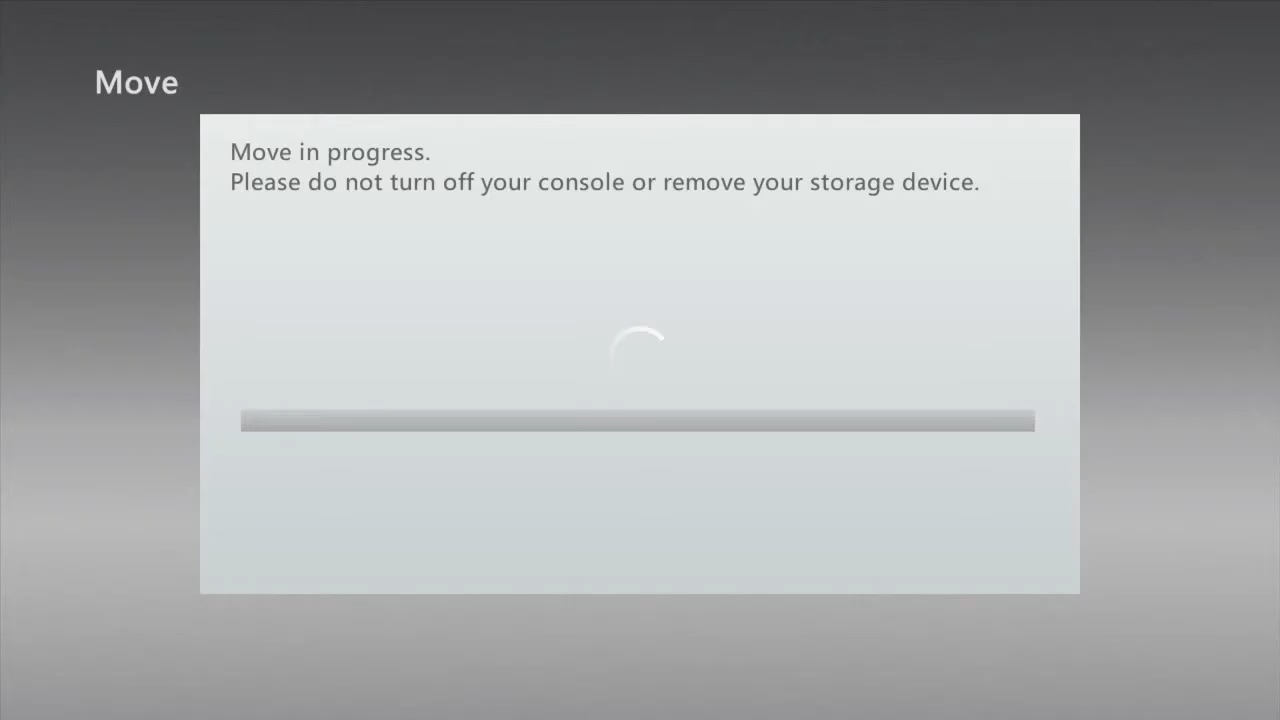 Move
Move in progress.
Please do not turn off your console or remove your storage device.